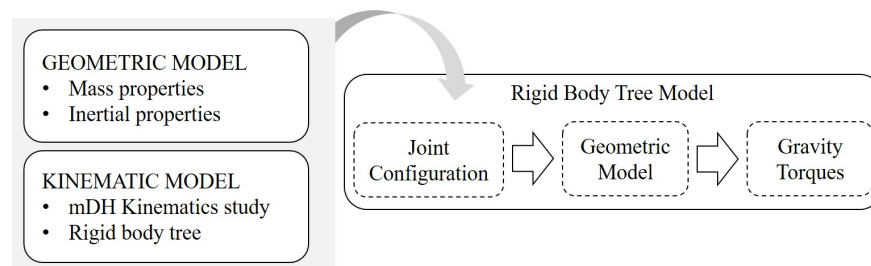 GEOMETRIC MODEL
• Mass properties
• Inertial properties
KINEMATIC MODEL
• mDH Kinematics study
• Rigid body tree
Rigid Body Tree Model
Joint
Configuration
Geometric
Model
Gravity
Torques